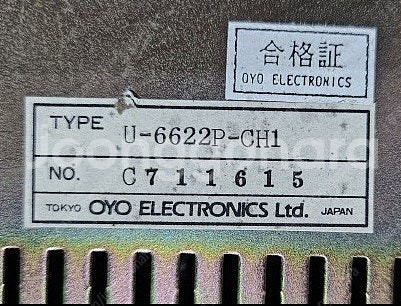 合格証
OYO ELECTRONICS
TYPE U-6622P-CH1
NO. C711615
TOKYO OYO ELECTRONICS Ltd. JAPAN